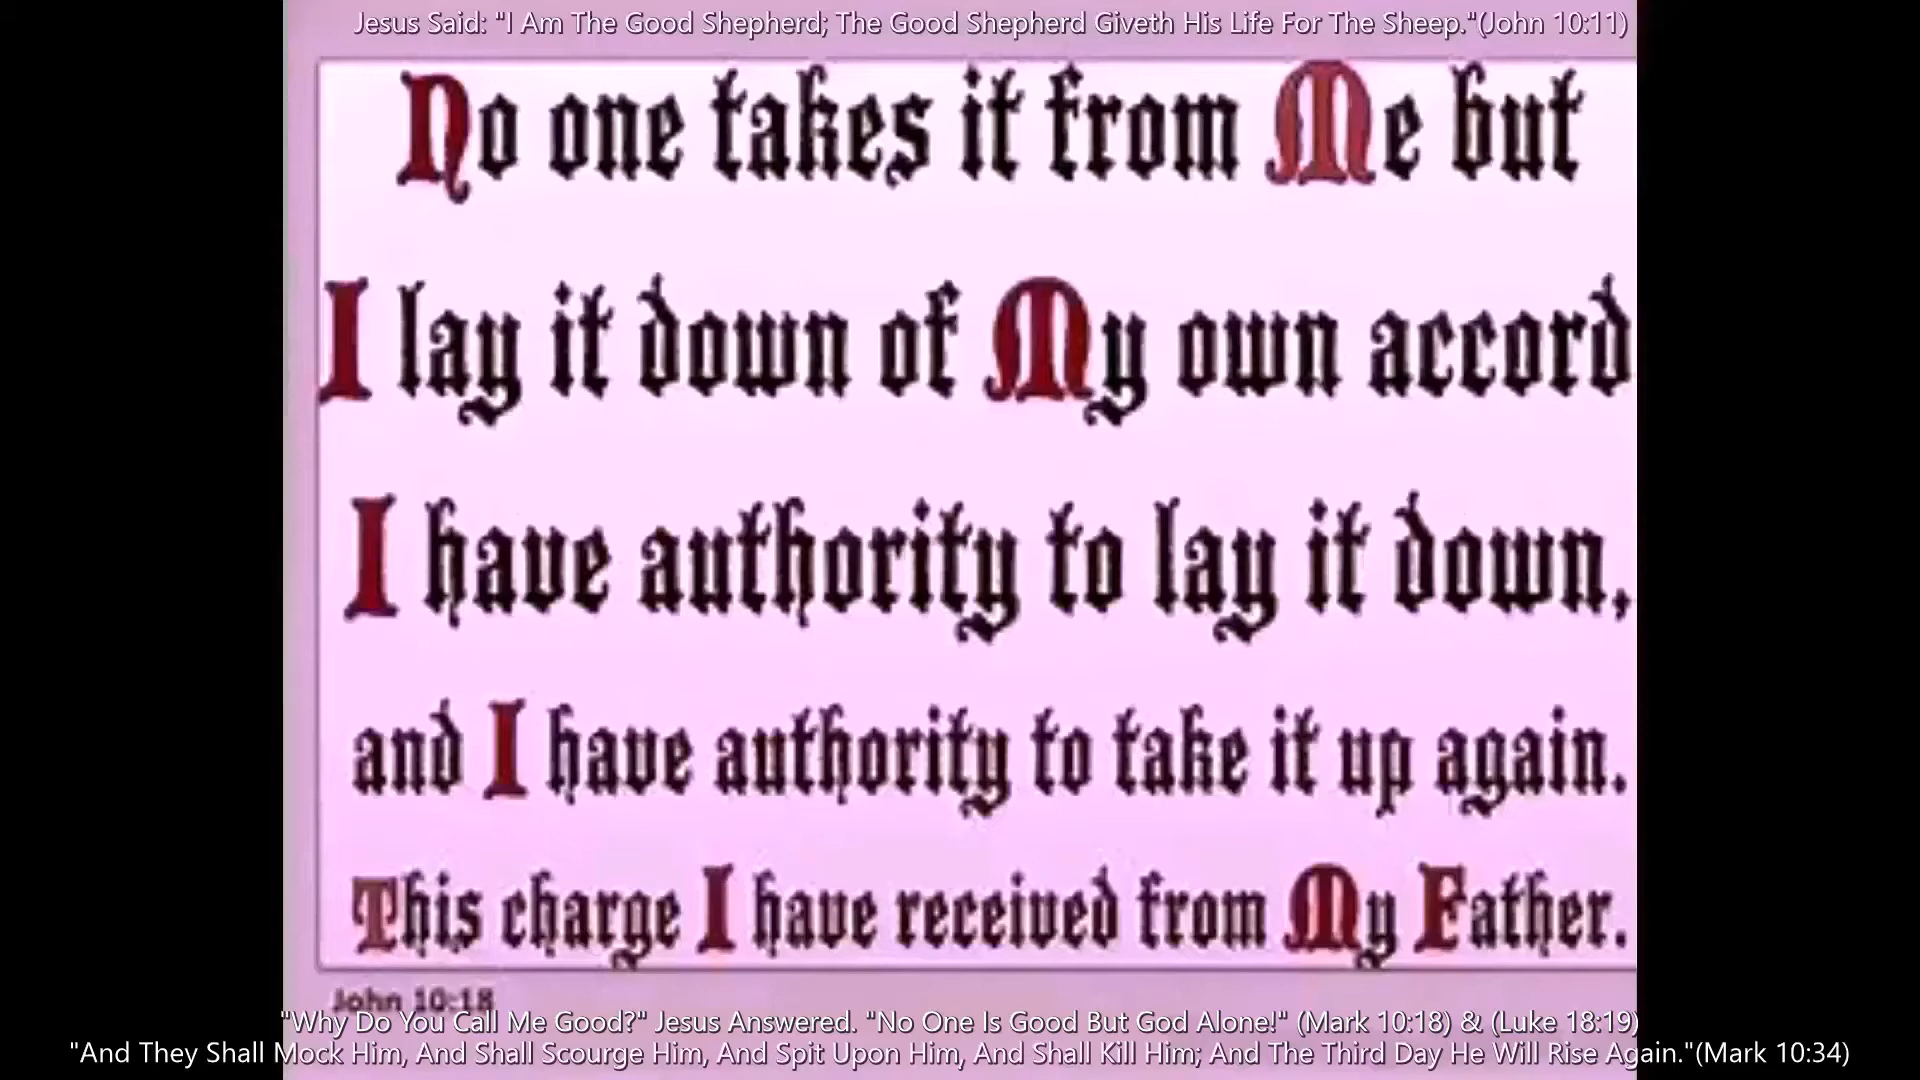 Jesus Said: "I Am The Good Shepherd; The Good Shepherd Giveth His Life For The Sheep."(John 10:11)
No one takes it from Me but
I lay it down of My own accord
I have authority to lay it down,
and I have authority to take it up again.
This charge I have received from My Father.
John 10:18
"Why Do You Call Me Good?" Jesus Answered. "No One Is Good But God Alone!" (Mark 10:18) & (Luke 18:19)
"And They Shall Mock Him, And Shall Scourge Him, And Spit Upon Him, And Shall Kill Him; And The Third Day He Will Rise Again."(Mark 10:34)